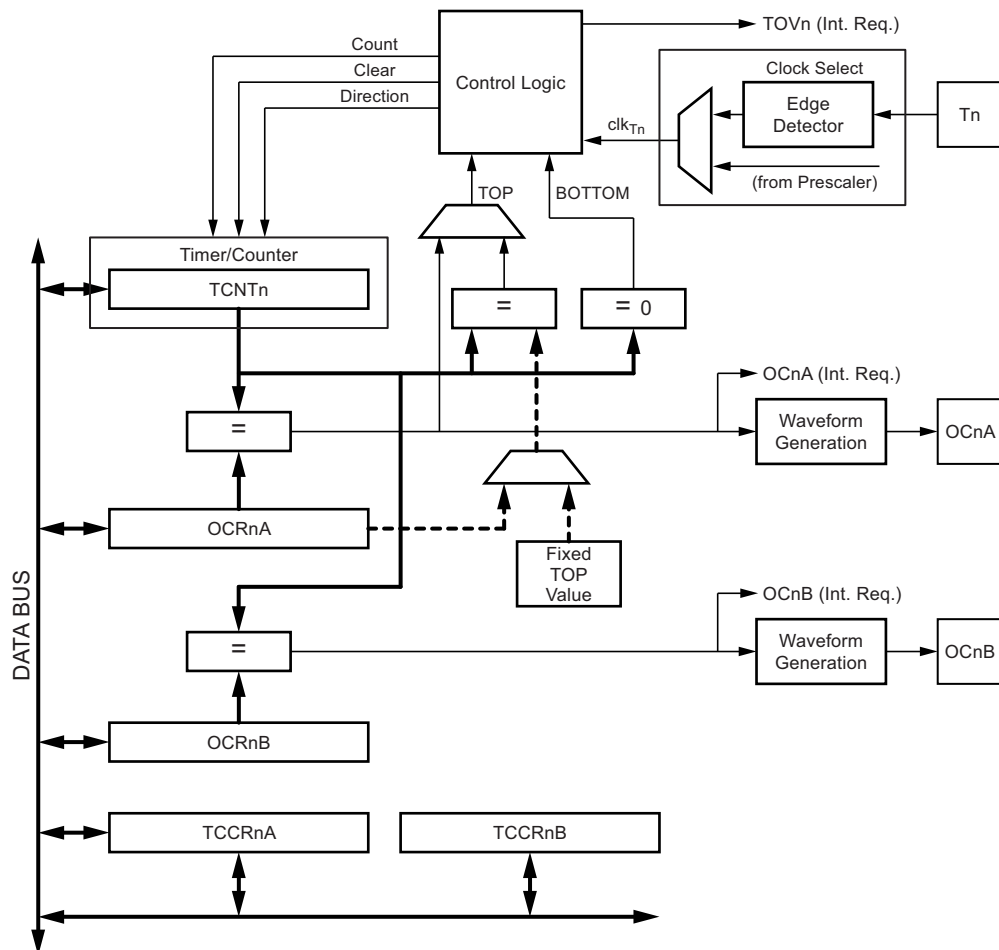 TOVn (Int. Req.)
Count
Clear
Direction
Control Logic
Clock Select
Edge
Detector
Tn
clkTn
(from Prescaler)
TOP
BOTTOM
Timer/Counter
TCNTn
=
= 0
OCnA (Int. Req.)
=
Waveform
Generation
OCnA
OCRnA
Fixed
TOP
Value
DATA BUS
OCnB (Int. Req.)
=
Waveform
Generation
OCnB
OCRnB
TCCRnA
TCCRnB